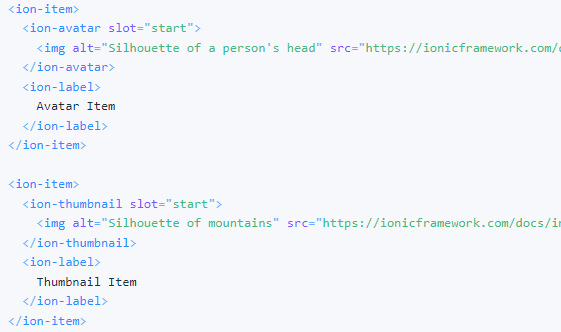 <ion-item>
<ion-avatar slot="start">
<img alt="Silhouette of a person's head" src="https://ionicframework.com/
</ion-avatar>
<ion-label>
Avatar Item
</ion-label>
</ion-item>
<ion-item>
<ion-thumbnail slot="start">
<img alt="Silhouette of mountains" src="https://ionicframework.com/docs/i
</ion-thumbnail>
<ion-label>
Thumbnail Item
</ion-label>
</ion-item>